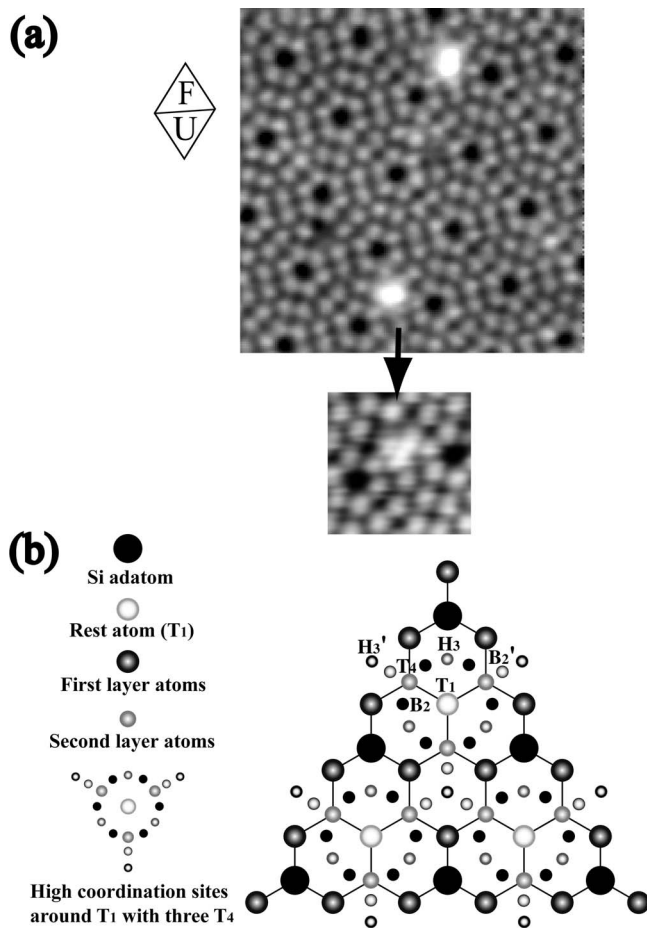 (a)
F
U
(b)
Si adatom
Rest atom (T1)
First layer atoms
Second layer atoms
High coordination sites
around T1 with three T4
H3'
H3
B2'
T4
T1
B2